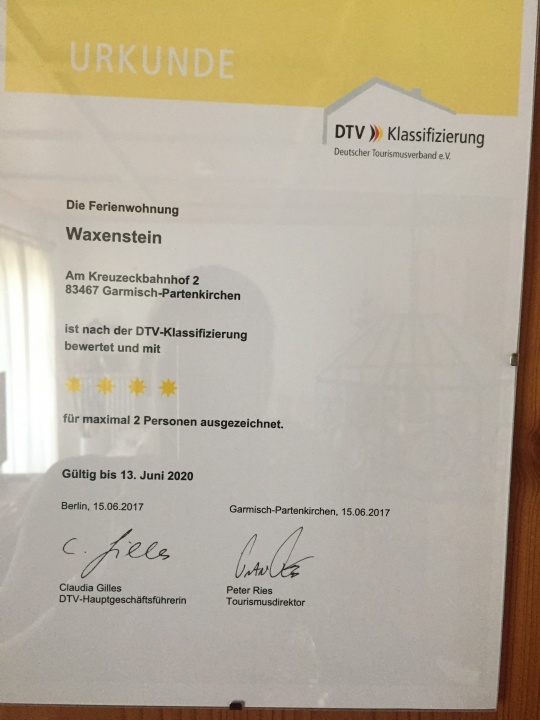 URKUNDE
DTV Klassifizierung
Deutscher Tourismusverband e.V.
Die Ferienwohnung
Waxenstein
Am Kreuzeckbahnhof 2
83467 Garmisch-Partenkirchen
ist nach der DTV-Klassifizierung
bewertet und mit
für maximal 2 Personen ausgezeichnet.
Gültig bis 13. Juni 2020
Berlin, 15.06.2017
Garmisch-Partenkirchen, 15.06.2017
C. Gilles
Claudia Gilles
DTV-Hauptgeschäftsführerin
Peter Ries
Tourismusdirektor